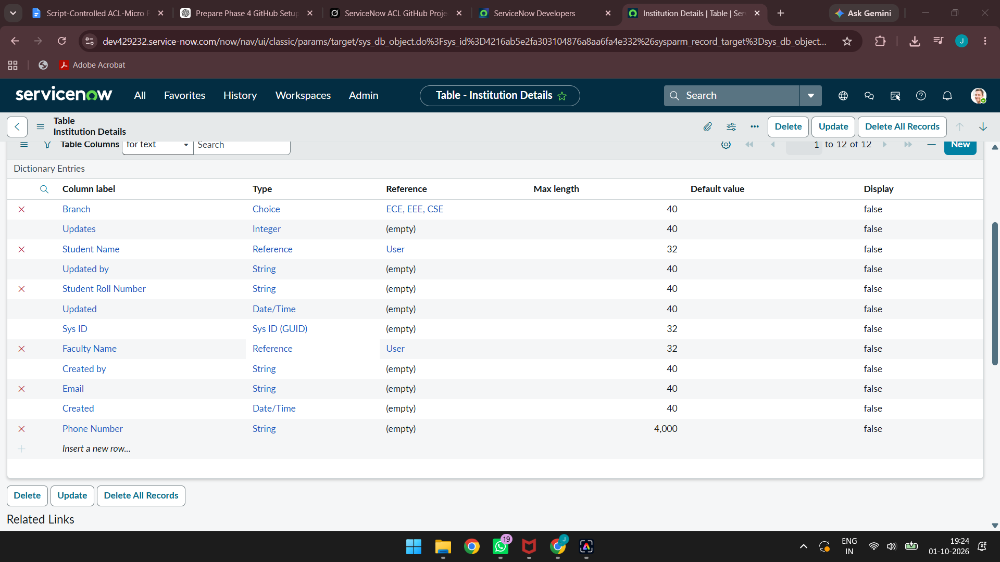 Script-Controlled ACL-Micro P
Prepare Phase 4 GitHub Setup
ServiceNow ACL GitHub Proje
ServiceNow Developers
Institution Details | Table | Ser
Ask Gemini
dev429232.service-now.com/now/nav/ui/classic/params/target/sys_db_object.do%3Fsys_id%3D4216ab5e2fa303104876a8aa6fa4e332%26sysparm_record_target%3Dsys_db_object...
J
Adobe Acrobat
servicenow
All
Favorites
History
Workspaces
Admin
Table - Institution Details
Search
Table
Institution Details
Delete
Update
Delete All Records
Table Columns
for text
Search
1 to 12 of 12
New
Dictionary Entries
Column label Type Reference Max length Default value Display
Branch Choice ECE, EEE, CSE 40 false
Updates Integer (empty) 40 false
Student Name Reference User 32 false
Updated by String (empty) 40 false
Student Roll Number String (empty) 40 false
Updated Date/Time (empty) 40 false
Sys ID Sys ID (GUID) (empty) 32 false
Faculty Name Reference User 32 false
Created by String (empty) 40 false
Email String (empty) 40 false
Created Date/Time (empty) 40 false
Phone Number String (empty) 4,000 false
Insert a new row...
Delete
Update
Delete All Records
Related Links
19
J
ENG
IN
19:24
01-10-2026